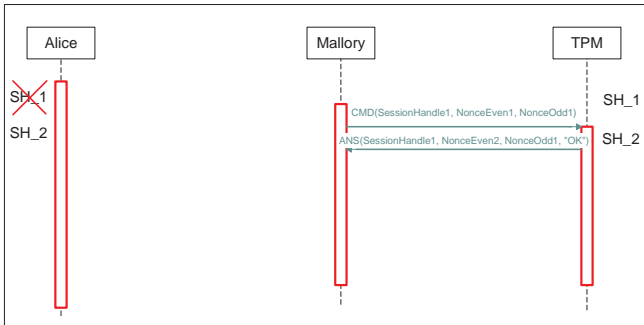 Alice
Mallory
TPM
SH_1
SH_1
CMD(SessionHandle1, NonceEven1, NonceOdd1)
SH_2
SH_2
ANS(SessionHandle1, NonceEven2, NonceOdd1, "OK")